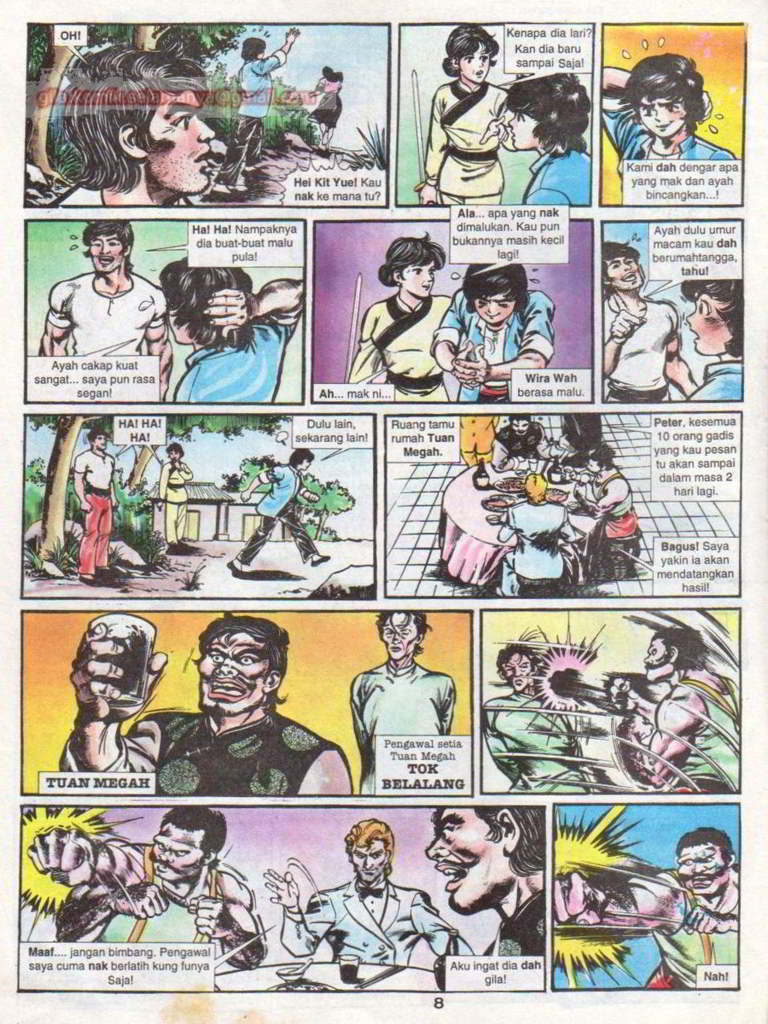 OH!
Hei Kit Yue! Kau
nak ke mana tu?
Kenapa dia lari?
Kan dia baru
sampai Saja!
Kami dah dengar apa
yang mak dan ayah
bincangkan...!
Ha! Ha! Nampaknya
dia buat-buat malu
pula!
Ayah cakap kuat
sangat... saya pun rasa
segan!
Ala... apa yang nak
dimalukan. Kau pun
bukannya masih kecil
lagi!
Ah... mak ni...
Wira Wah
berasa malu.
Ayah dulu umur
macam kau dah
berumahtangga,
tahu!
HA! HA!
HA!
Dulu lain,
sekarang lain!
Ruang tamu
rumah Tuan
Megah.
Peter, kesemua
10 orang gadis
yang kau pesan
tu akan sampai
dalam masa 2
hari lagi.
Bagus! Saya
yakin ia akan
mendatangkan
hasil!
TUAN MEGAH
Pengawal setia
Tuan Megah
TOK
BELALANG
Maaf.... jangan bimbang. Pengawal
saya cuma nak berlatih kung funya
Saja!
Aku ingat dia dah
gila!
Nah!
8